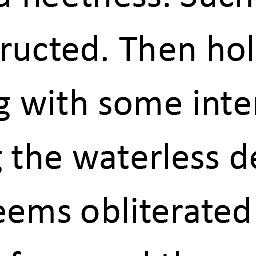 fleetness. Such
ructed. Then hol
g with some inter
the waterless de
eems obliterated